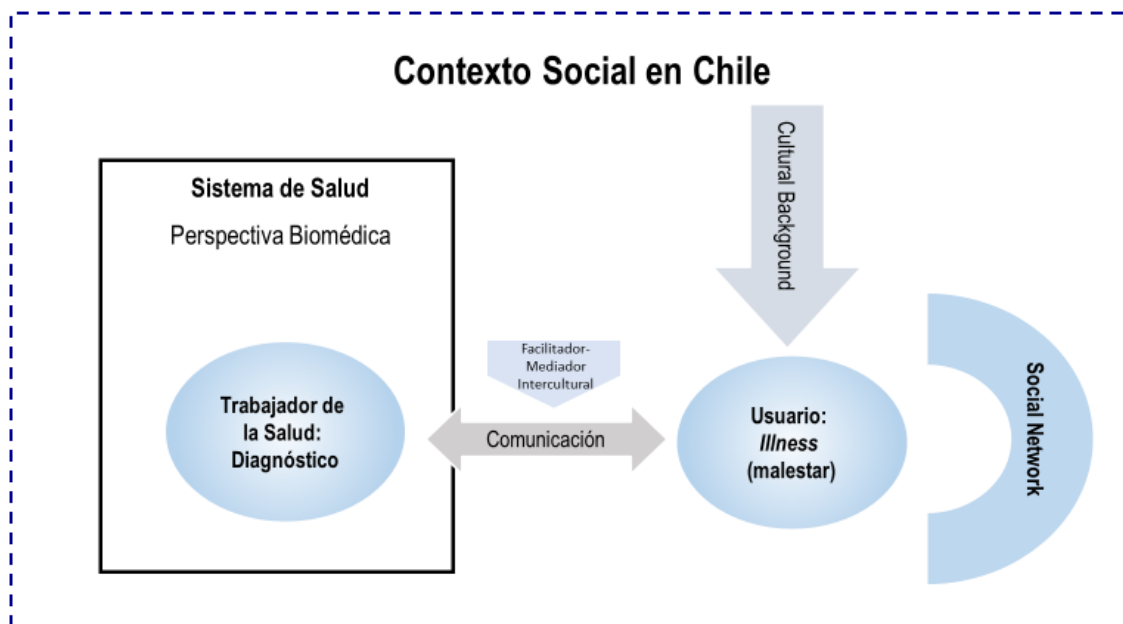 Contexto Social en Chile
Sistema de Salud
Perspectiva Biomédica
Trabajador de
la Salud:
Diagnóstico
Facilitador-
Mediador
Intercultural
Comunicación
Cultural Background
Usuario:
Illness
(malestar)
Social Network